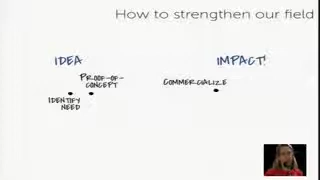 How to strengthen our field
IDEA
IMPACT!
PROOF-OF-
CONCEPT
COMMERCIALIZE
IDENTIFY
NEED